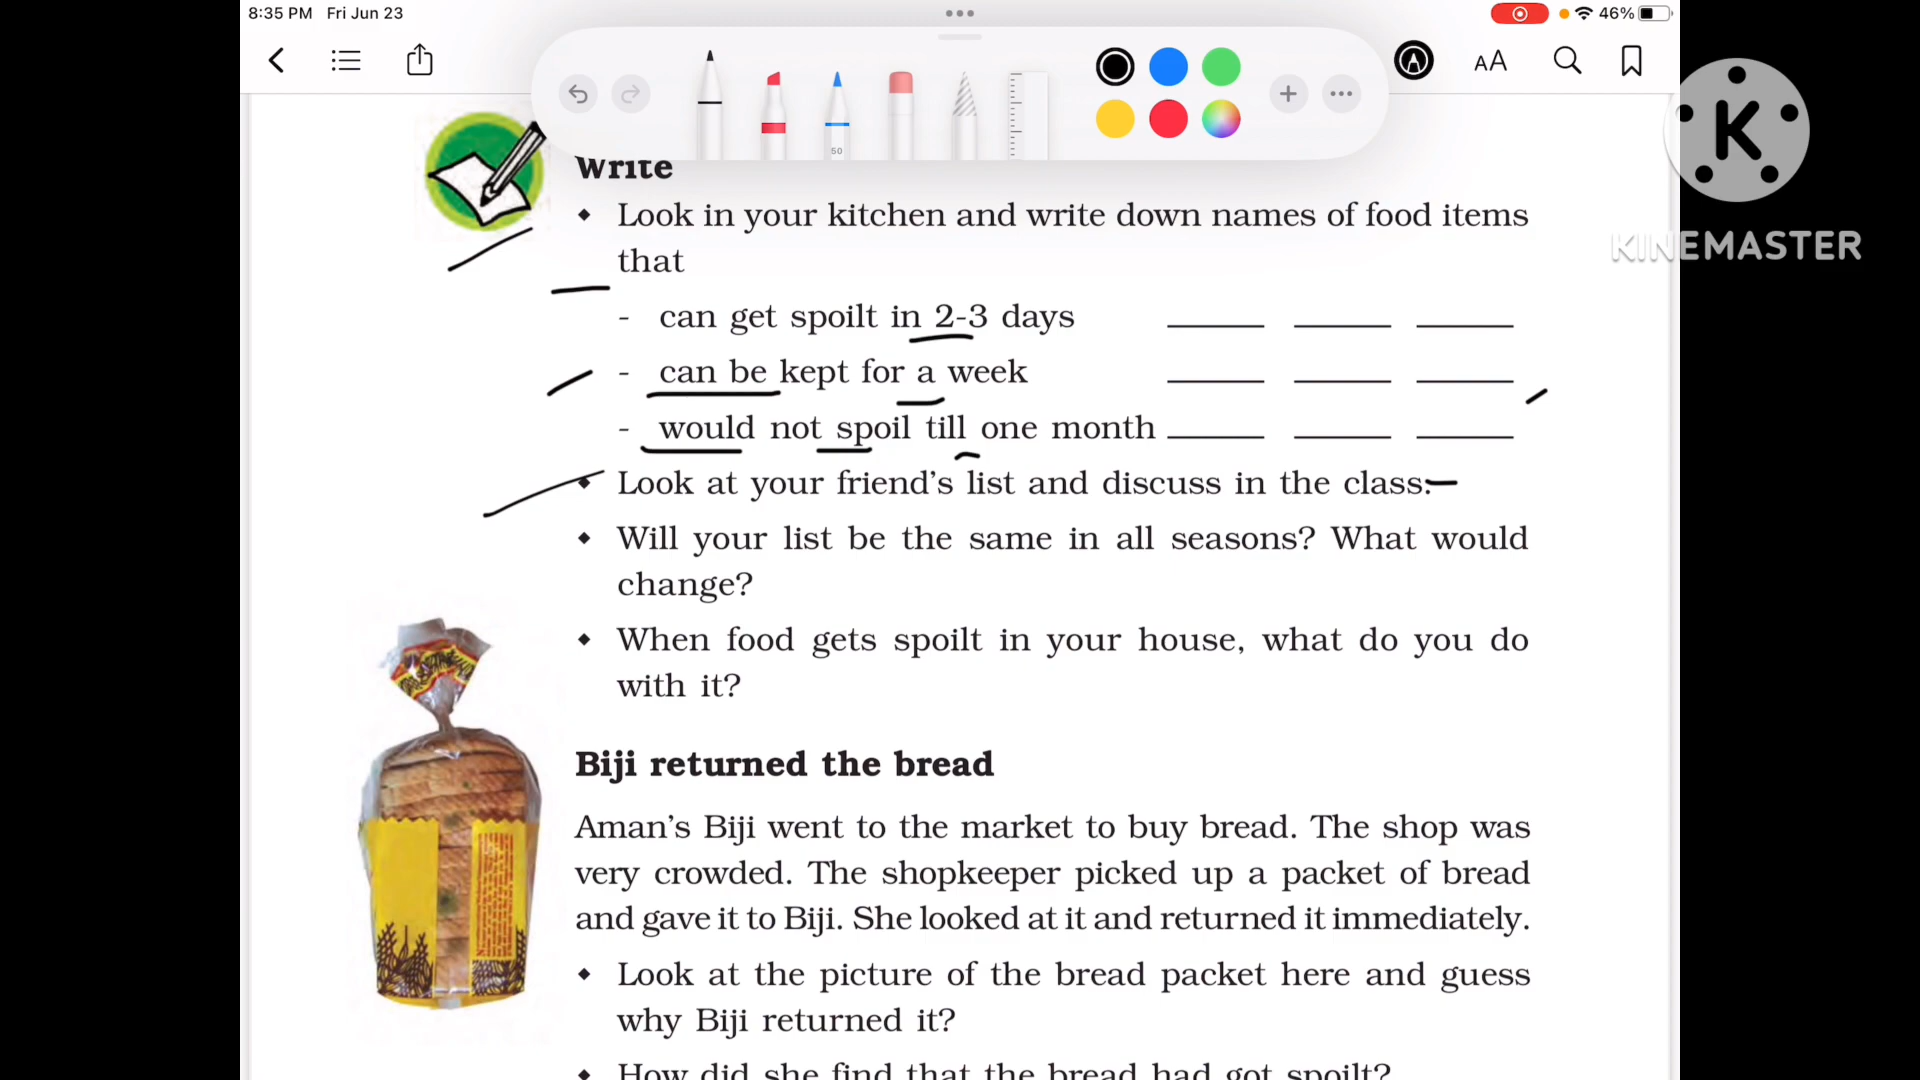 8:35 PM Fri Jun 23
46%
50
AA
K
KINEMASTER
Write
◆ Look in your kitchen and write down names of food items
that
- can get spoilt in 2-3 days
- can be kept for a week
- would not spoil till one month
◆ Look at your friend's list and discuss in the class.
◆ Will your list be the same in all seasons? What would
change?
◆ When food gets spoilt in your house, what do you do
with it?
Biji returned the bread
Aman's Biji went to the market to buy bread. The shop was
very crowded. The shopkeeper picked up a packet of bread
and gave it to Biji. She looked at it and returned it immediately.
◆ Look at the picture of the bread packet here and guess
why Biji returned it?
◆ How did she find that the bread had got spoilt?